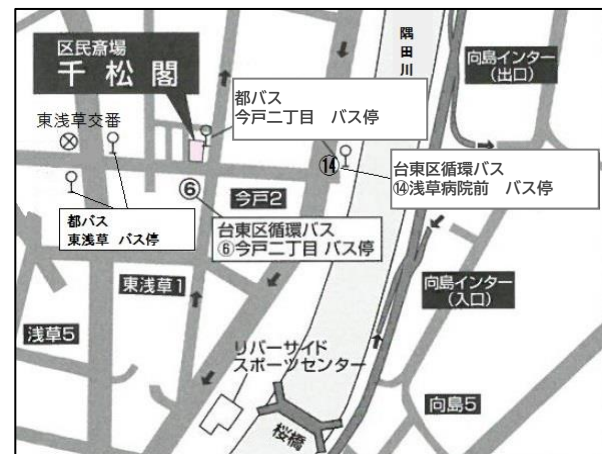 区民斎場
千松閣
隅田川
向島インター
(出口)
東浅草交番
都バス
今戸二丁目 バス停
⑭
台東区循環バス
⑭浅草病院前 バス停
⑥
今戸2
都バス
東浅草 バス停
台東区循環バス
⑥今戸二丁目 バス停
東浅草1
向島インター
(入口)
浅草5
リバーサイド
スポーツセンター
向島5
桜橋